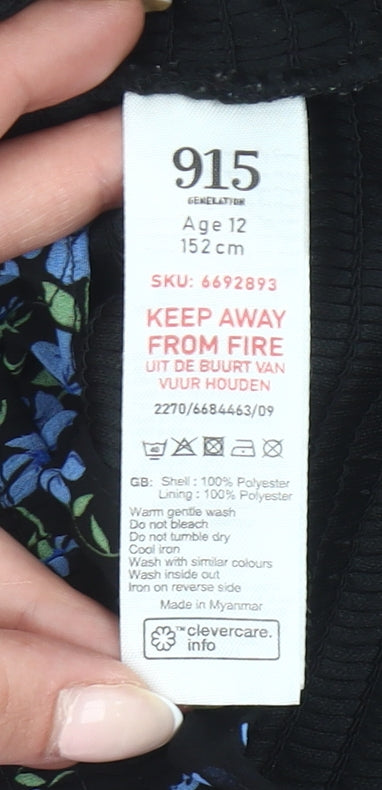 915
GENERATION
Age 12
152 cm
SKU: 6692893
KEEP AWAY
FROM FIRE
UIT DE BUURT VAN
VUUR HOUDEN
2270/6684463/09
40
GB: Shell : 100% Polyester
Lining : 100% Polyester
Warm gentle wash
Do not bleach
Do not tumble dry
Cool iron
Wash with similar colours
Wash inside out
Iron on reverse side
Made in Myanmar
™clevercare.
info